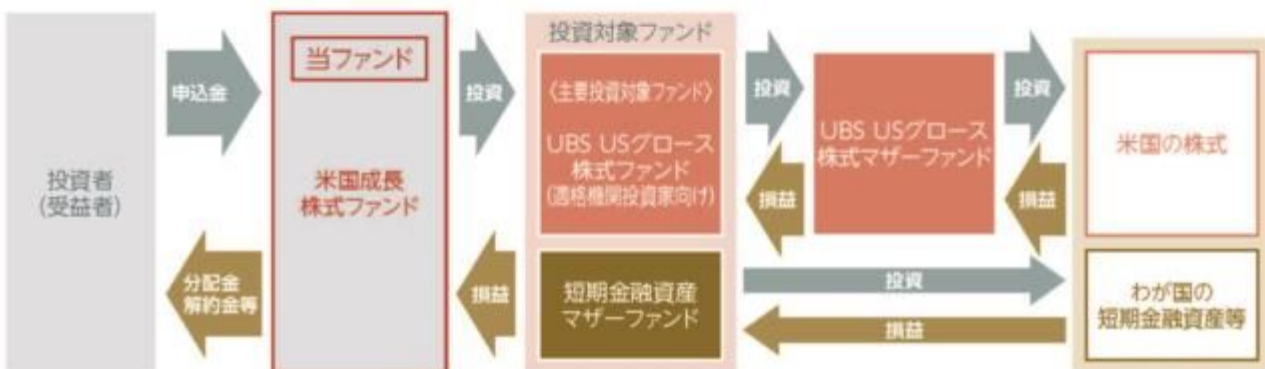 投資者
(受益者)
申込金
分配金
解約金等
当ファンド
米国成長
株式ファンド
投資
損益
投資対象ファンド
〈主要投資対象ファンド〉
UBS USグロース
株式ファンド
(適格機関投資家向け)
短期金融資産
マザーファンド
投資
損益
UBS USグロース
株式マザーファンド
投資
損益
投資
損益
米国の株式
わが国の
短期金融資産等